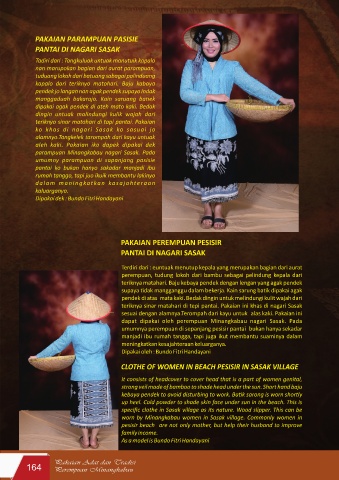 PAKAIAN PARAMPUAN PASISIE
PANTAI DI NAGARI SASAK
Tadiri dari : Tangkuluak untuak manutuik kapalo
nan marupokan bagian dari aurat parampuan,
tuduang lokah dari batuang sabagai palinduang
kapalo dari teriknyo matohari. Baju kabayo
pendek jo langan nan agak pendek supayo indak
manggaduah bakarajo. Kain saruang batiek
dipakai agak pendek di ateh mato kaki. Bedak
dingin untuak malindungi kulik wajah dari
teriknyo sinar matohari di tapi pantai. Pakaian
ko khas di nagari Sasak ko sasuai jo
alamnyo.Tangkelek tarampah dari kayu untuak
aleh kaki. Pakaian iko dapek dipakai dek
parampuan Minangkabau nagari Sasak. Pado
umumnyo parampuan di sapanjang pasisie
pantai ko bukan hanyo sakadar manjadi ibu
rumah tangga, tapi juo ikuik membantu lakinyo
dalam maningkatkan kasajahteraan
kaluarganyo.
Dipakai dek : Bundo Fitri Handayani
PAKAIAN PEREMPUAN PESISIR
PANTAI DI NAGARI SASAK
Terdiri dari : euntuak menutup kepala yang merupakan bagian dari aurat
perempuan, tudung lokah dari bambu sebagai pelindung kepala dari
teriknya matahari. Baju kebaya pendek dengan lengan yang agak pendek
supaya tidak mengganggu dalam bekerja. Kain sarung batik dipakai agak
pendek di atas mata kaki. Bedak dingin untuk melindungi kulit wajah dari
teriknya sinar matahari di tepi pantai. Pakaian ini khas di nagari Sasak
sesuai dengan alamnya.Terompah dari kayu untuk alas kaki. Pakaian ini
dapat dipakai oleh perempuan Minangkabau nagari Sasak. Pada
umumnya perempuan di sepanjang pesisir pantai bukan hanya sekadar
menjadi ibu rumah tangga, tapi juga ikut membantu suaminya dalam
meningkatkan kesajahteraan keluarganya.
Dipakai oleh : Bundo Fitri Handayani
CLOTHE OF WOMEN IN BEACH PESISIR IN SASAK VILLAGE
It consists of headcover to cover head that is a part of women genital,
strong veil made of bamboo to shade head under the sun. Short hand baju
kebaya pendek to avoid disturbing to work. Batik sarong is worn shortly
up heel. Cold powder to shade skin face under sun in the beach. This is
specific clothe in Sasak village as its nature. Wood slipper. This can be
worn by Minangkabau women in Sasak village. Commonly women in
pesisir beach are not only mother, but help their husband to improve
family income.
As a model is Bundo Fitri Handayani
164
Pakaian Adat dan Tradisi
Perempuan Minangkabau